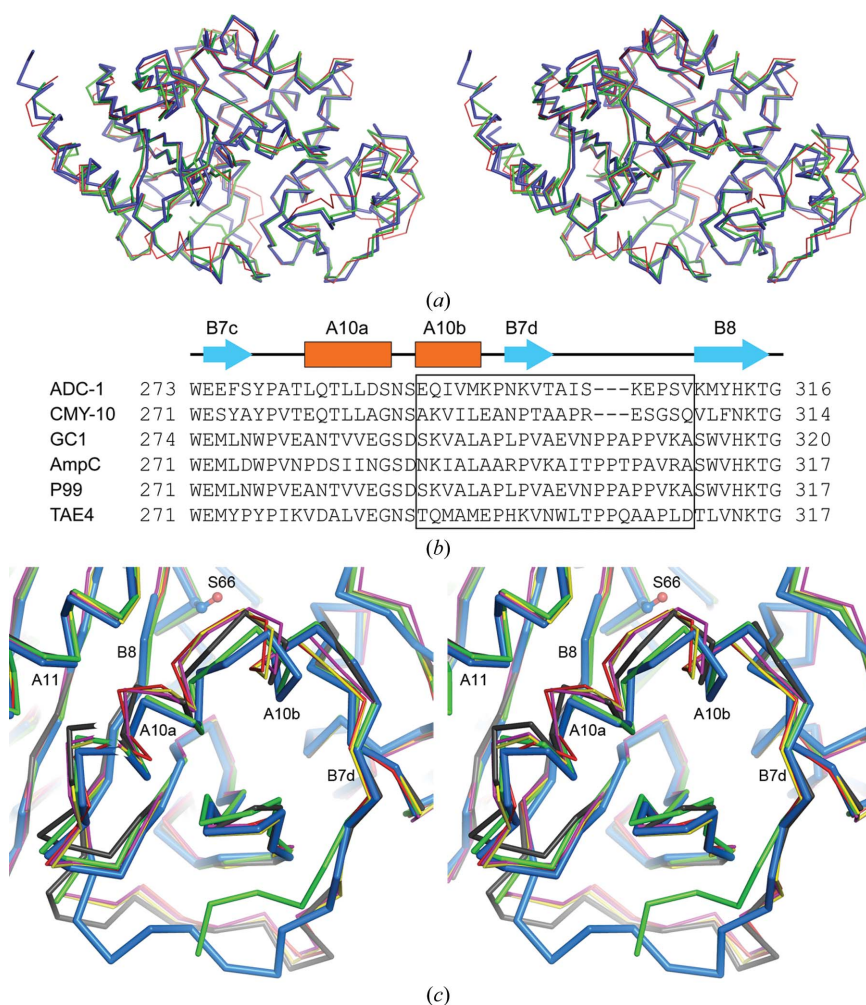 (a)
B7c A10a A10b B7d B8
ADC-1 273 WEEFSYPATLQTLLDSNSEQIVMKPNKVTAIS---KEPSVKMYHKTG 316
CMY-10 271 WESYAYPVTEQTLLAGNSAKVILEANPTAAPR---ESGSQVLFNKTG 314
GC1 274 WEMLNWPVEANTVVEGSDSKVALAPLPVAEVNPPAPPVKASWVHKTG 320
AmpC 271 WEMLDWPVNPDSIINGSDNKIALAARPVKAITPPTPAVRASWVHKTG 317
P99 271 WEMLNWPVEANTVVEGSDSKVALAPLPVAEVNPPAPPVKASWVHKTG 317
TAE4 271 WEMYPYPIKVDALVEGNSTQMAMEPHKVNWLTPPQAAPLDTLVNKTG 317
(b)
S66 S66
B8 B8
A11 A11
A10a A10b A10a A10b
B7d B7d
(c)